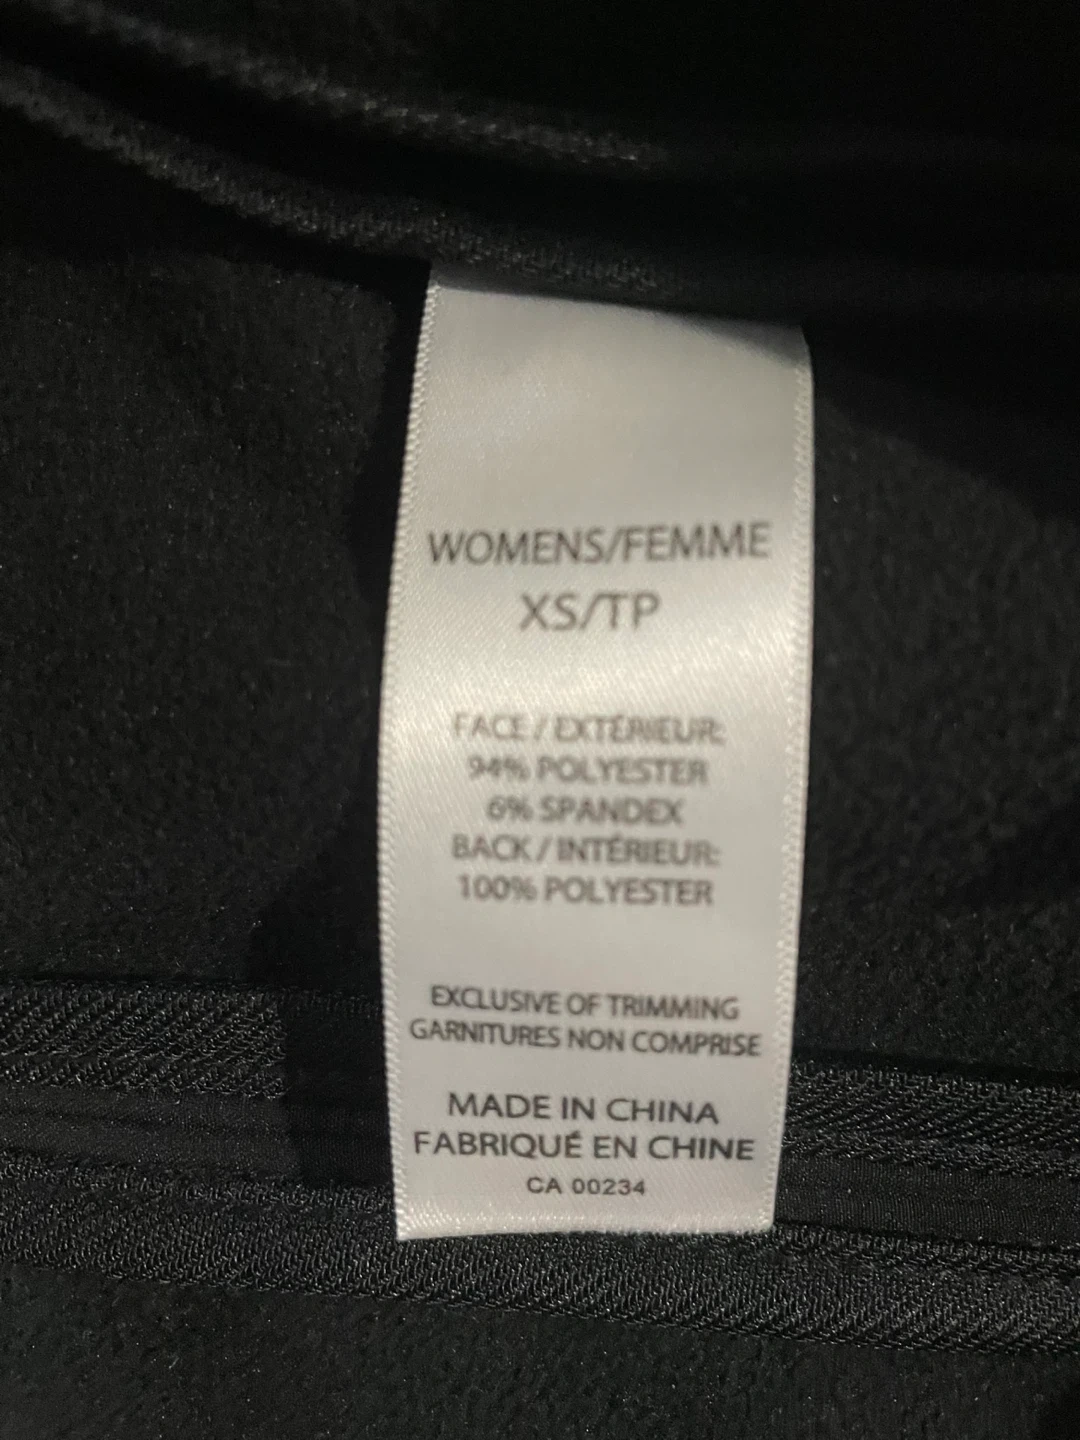 WOMENS/FEMME
XS/TP
FACE / EXTÉRIEUR:
94% POLYESTER
6% SPANDEX
BACK / INTÉRIEUR:
100% POLYESTER
EXCLUSIVE OF TRIMMING
GARNITURES NON COMPRISE
MADE IN CHINA
FABRIQUÉ EN CHINE
CA 00234